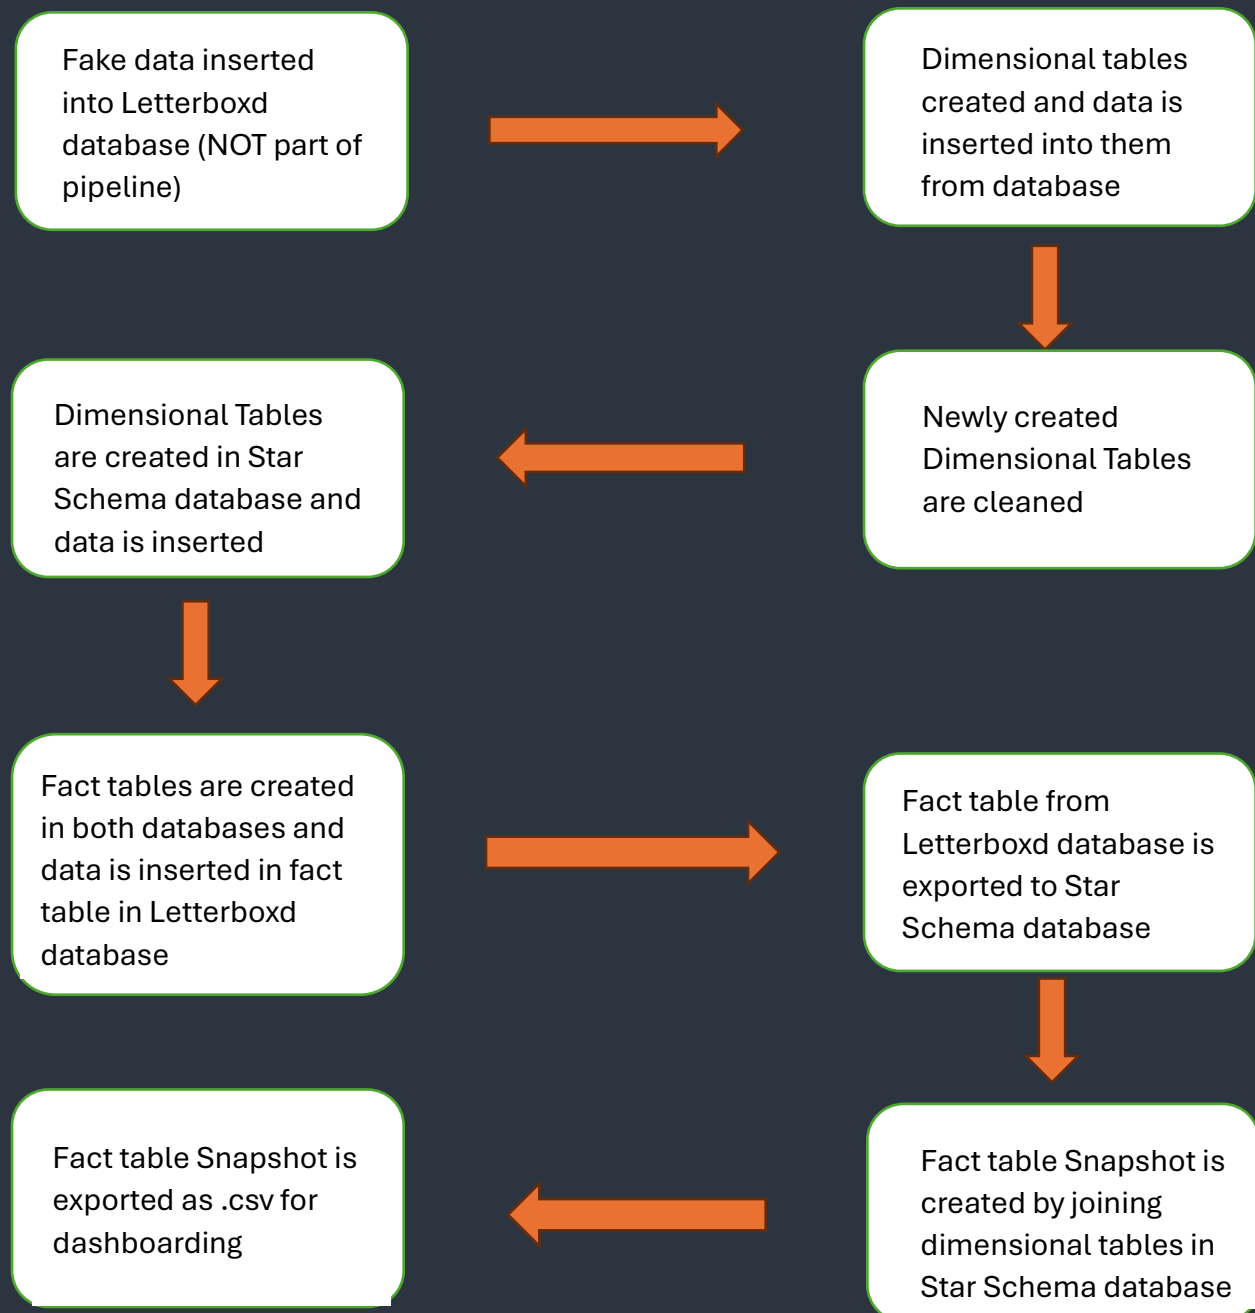 Fake data inserted
into Letterboxd
database (NOT part of
pipeline)
Dimensional tables
created and data is
inserted into them
from database
Newly created
Dimensional Tables
are cleaned
Dimensional Tables
are created in Star
Schema database and
data is inserted
Fact tables are created
in both databases and
data is inserted in fact
table in Letterboxd
database
Fact table from
Letterboxd database is
exported to Star
Schema database
Fact table Snapshot is
created by joining
dimensional tables in
Star Schema database
Fact table Snapshot is
exported as .csv for
dashboarding